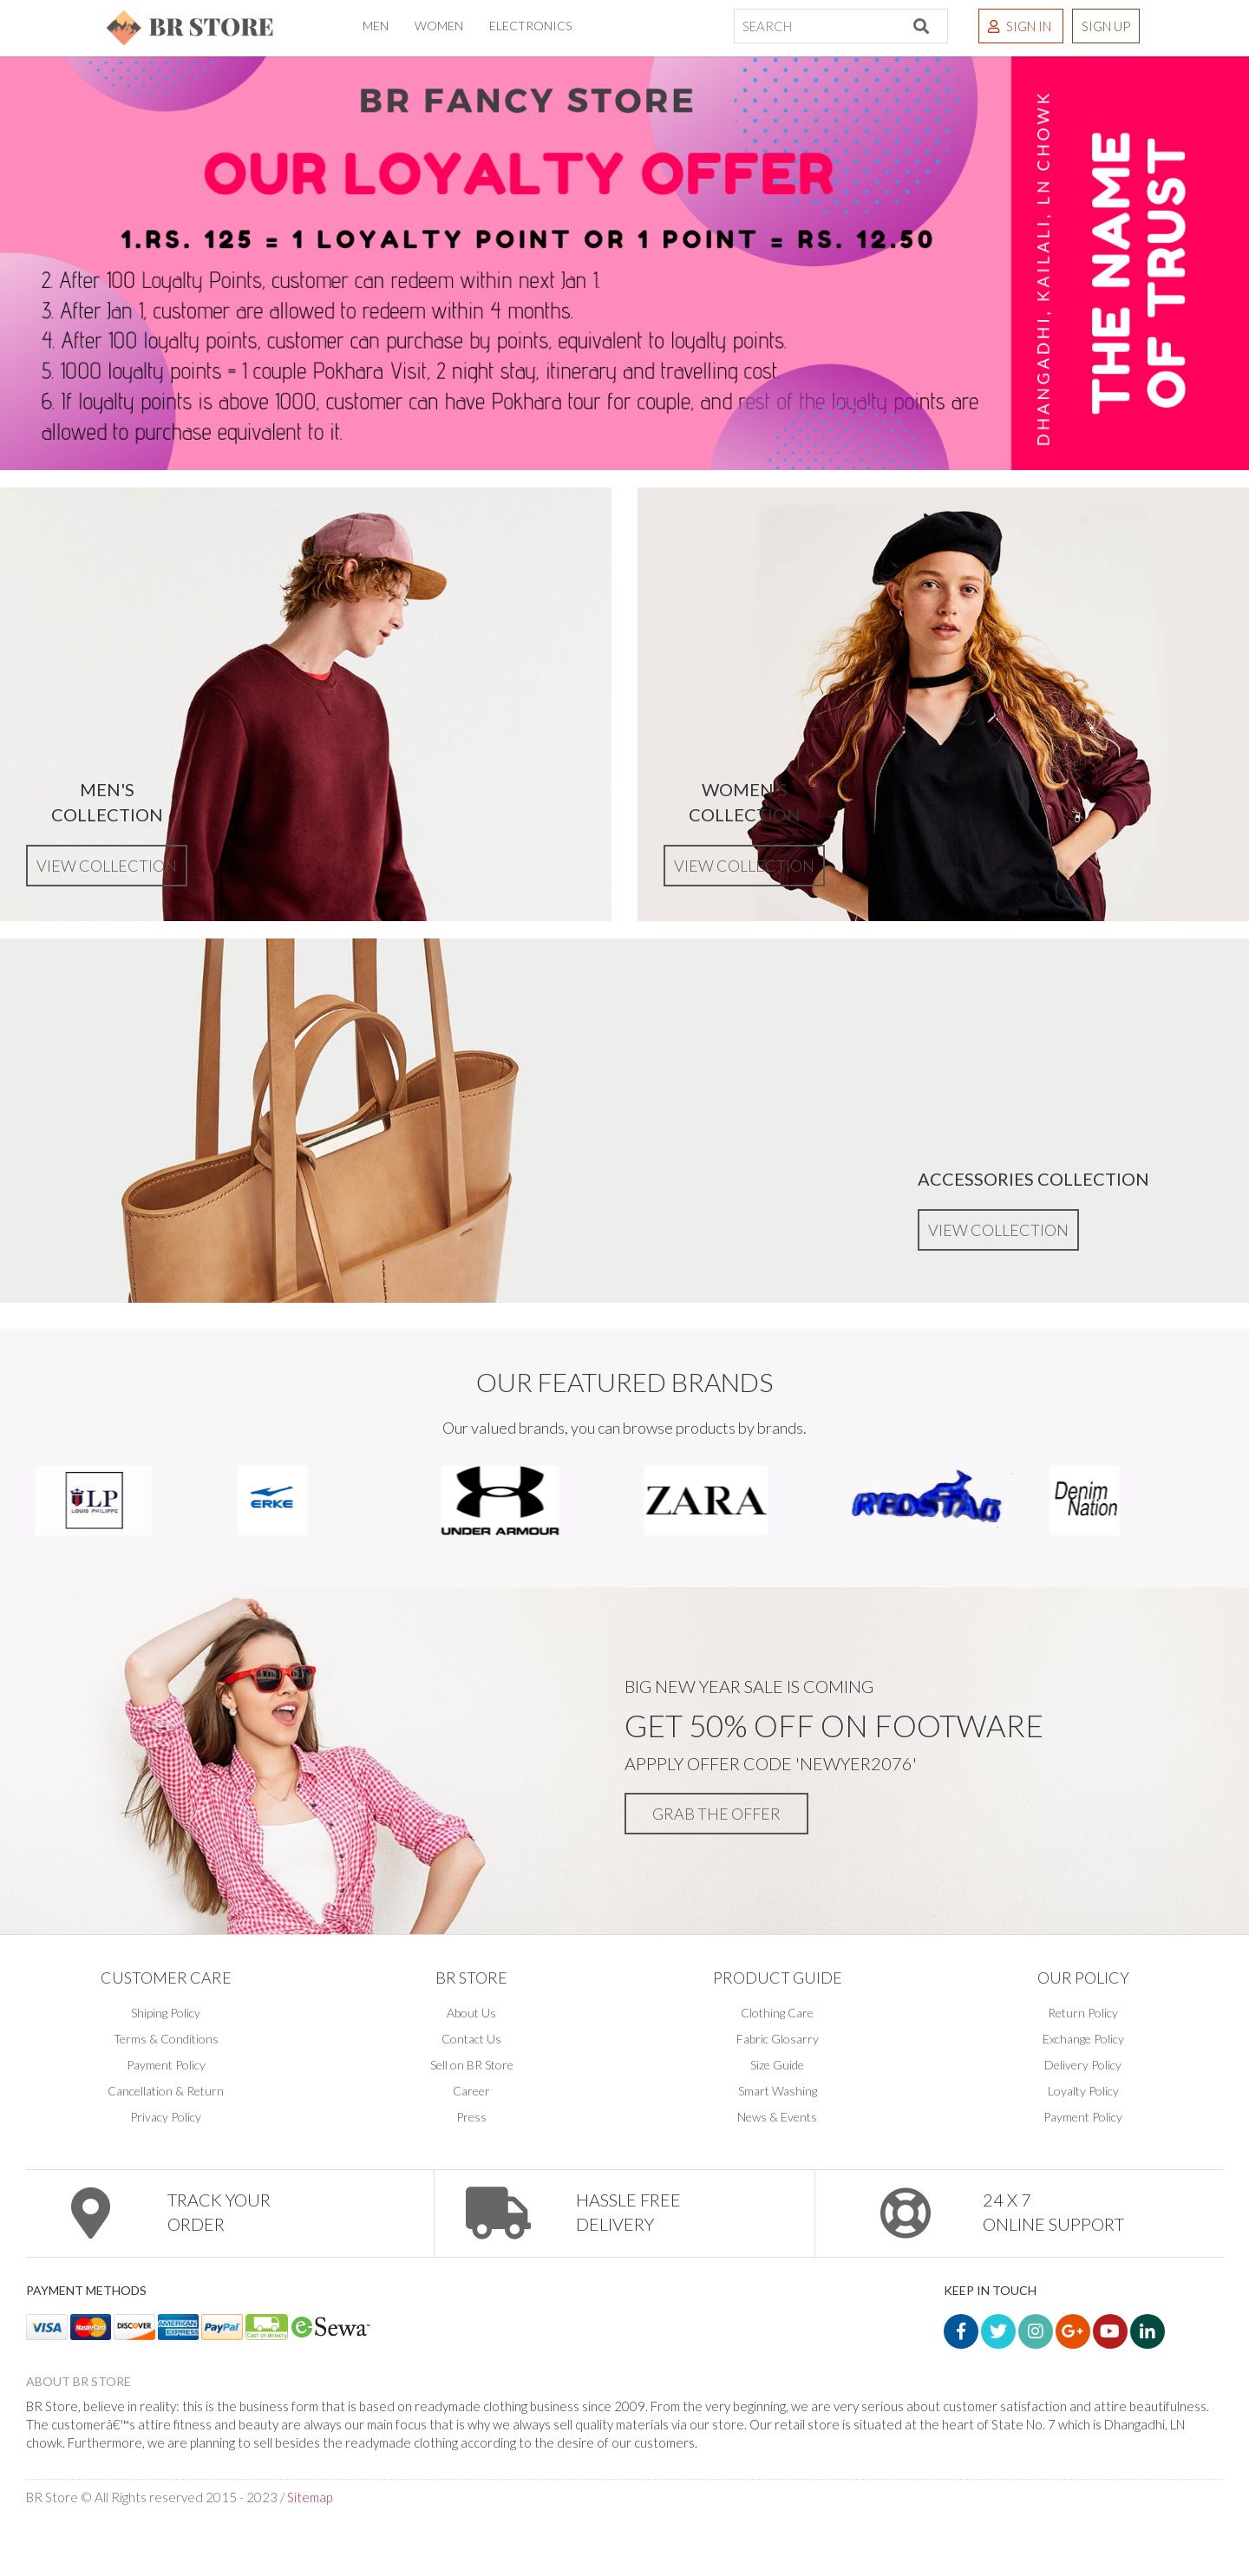 BR STORE
MEN WOMEN ELECTRONICS
SEARCH
SIGN IN
SIGN UP
BR FANCY STORE
OUR LOYALTY OFFER
1.RS. 125 = 1 LOYALTY POINT OR 1 POINT = RS. 12.50
2. After 100 Loyalty Points, customer can redeem within next Jan 1.
3. After Jan 1, customer are allowed to redeem within 4 months.
4. After 100 loyalty points, customer can purchase by points, equivalent to loyalty points.
5. 1000 loyalty points = 1 couple Pokhara Visit, 2 night stay, itinerary and travelling cost.
6. If loyalty points is above 1000, customer can have Pokhara tour for couple, and rest of the loyalty points are
allowed to purchase equivalent to it.
DHANGADHI, KAILALI, LN CHOWK
THE NAME
OF TRUST
MEN'S
COLLECTION
VIEW COLLECTION
WOMEN'S
COLLECTION
VIEW COLLECTION
ACCESSORIES COLLECTION
VIEW COLLECTION
OUR FEATURED BRANDS
Our valued brands, you can browse products by brands.
LP
LOUIS PHILIPPE
ERKE
UNDER ARMOUR
ZARA
REDSTAG
Denim
Nation
BIG NEW YEAR SALE IS COMING
GET 50% OFF ON FOOTWARE
APPPLY OFFER CODE 'NEWYER2076'
GRAB THE OFFER
CUSTOMER CARE
Shiping Policy
Terms & Conditions
Payment Policy
Cancellation & Return
Privacy Policy
BR STORE
About Us
Contact Us
Sell on BR Store
Career
Press
PRODUCT GUIDE
Clothing Care
Fabric Glosarry
Size Guide
Smart Washing
News & Events
OUR POLICY
Return Policy
Exchange Policy
Delivery Policy
Loyalty Policy
Payment Policy
TRACK YOUR
ORDER
HASSLE FREE
DELIVERY
24 X 7
ONLINE SUPPORT
PAYMENT METHODS
VISA
MasterCard
DISCOVER
AMERICAN
EXPRESS
PayPal
Cash on delivery
eSewa
KEEP IN TOUCH
ABOUT BR STORE
BR Store, believe in reality: this is the business form that is based on readymade clothing business since 2009. From the very beginning, we are very serious about customer satisfaction and attire beautifulness.
The customerâ€™s attire fitness and beauty are always our main focus that is why we always sell quality materials via our store. Our retail store is situated at the heart of State No. 7 which is Dhangadhi, LN
chowk. Furthermore, we are planning to sell besides the readymade clothing according to the desire of our customers.
BR Store © All Rights reserved 2015 - 2023 / Sitemap